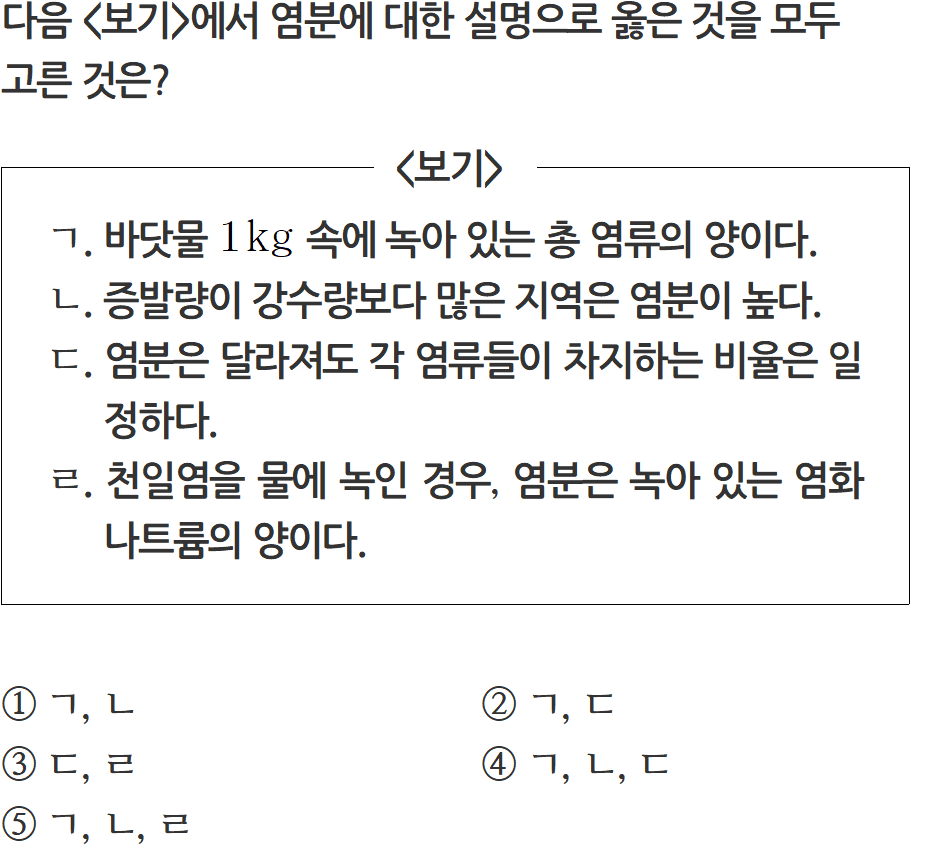 다음 <보기>에서 염분에 대한 설명으로 옳은 것을 모두
고른 것은?
<보기>
ㄱ. 바닷물 1kg 속에 녹아 있는 총 염류의 양이다.
ㄴ. 증발량이 강수량보다 많은 지역은 염분이 높다.
ㄷ. 염분은 달라져도 각 염류들이 차지하는 비율은 일
정하다.
ㄹ. 천일염을 물에 녹인 경우, 염분은 녹아 있는 염화
나트륨의 양이다.
① ㄱ, ㄴ ② ㄱ, ㄷ
③ ㄷ, ㄹ ④ ㄱ, ㄴ, ㄷ
⑤ ㄱ, ㄴ, ㄹ